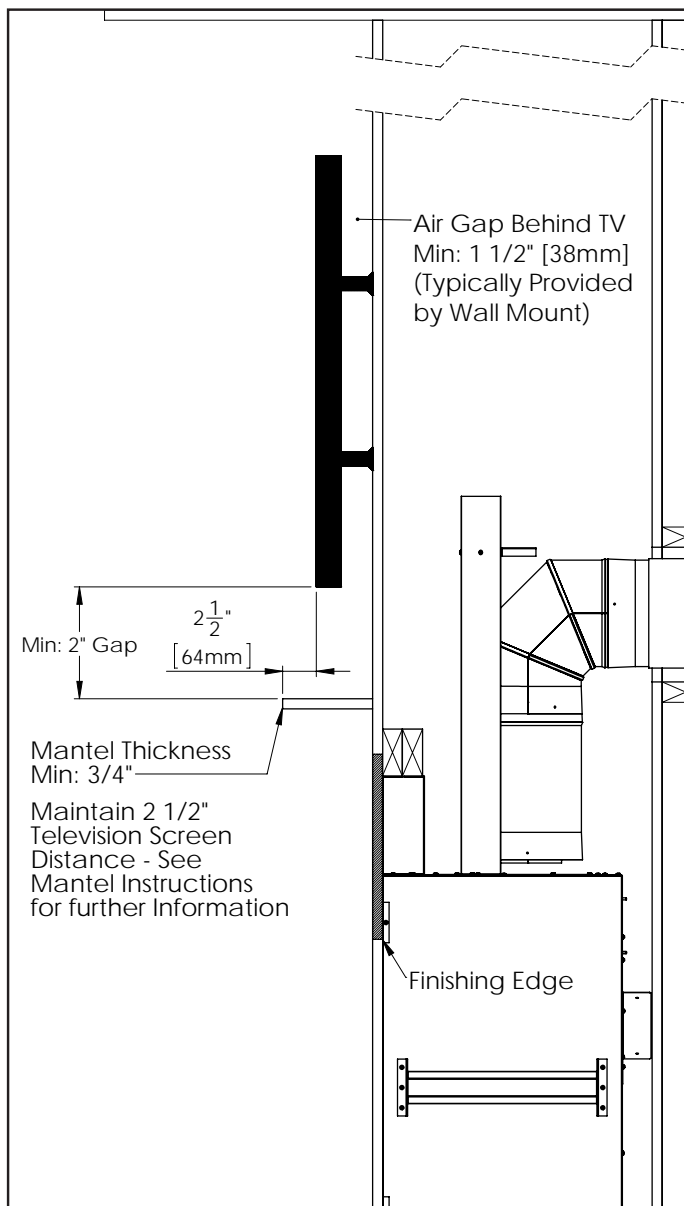 Air Gap Behind TV
Min: 1 1/2" [38mm]
(Typically Provided
by Wall Mount)
Min: 2" Gap
2 1/2"
[64mm]
Mantel Thickness
Min: 3/4"
Maintain 2 1/2"
Television Screen
Distance - See
Mantel Instructions
for further Information
Finishing Edge